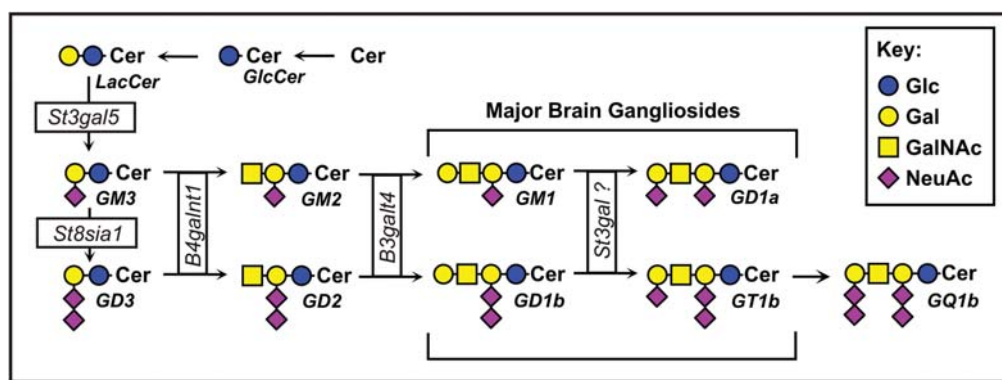 Cer Cer Cer
LacCer GlcCer
Key:
Glc
Gal
GalNAc
NeuAc
Major Brain Gangliosides
St3gal5
Cer Cer Cer Cer
GM3 GM2 GM1 GD1a
B4galnt1
B3galt4
St3gal ?
St8sia1
Cer Cer Cer Cer Cer
GD3 GD2 GD1b GT1b GQ1b